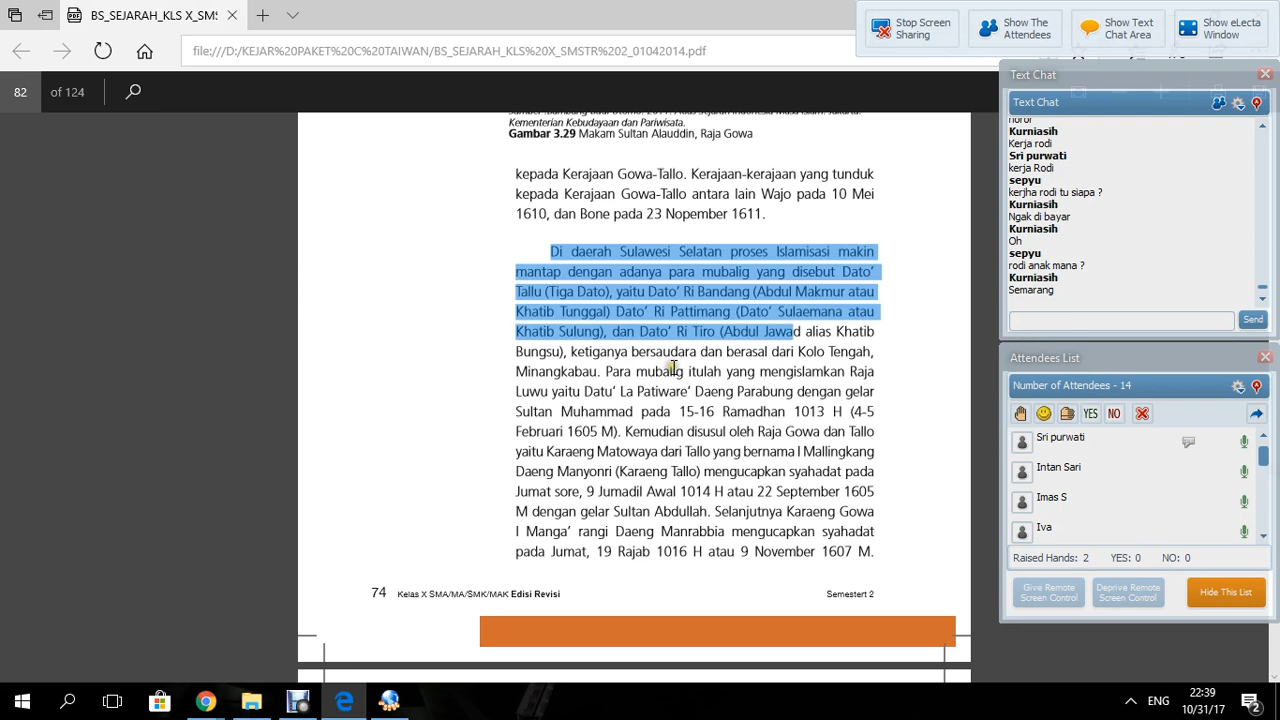 BS_SEJARAH_KLS X_SMS
file:///D:/KEJAR%20PAKET%20C%20TAIWAN/BS_SEJARAH_KLS%20X_SMSTR%202_01042014.pdf
82 of 124
Stop Screen Sharing
Show The Attendees
Show Text Chat Area
Show eLecta Window
Kementerian Kebudayaan dan Pariwisata.
Gambar 3.29 Makam Sultan Alauddin, Raja Gowa
kepada Kerajaan Gowa-Tallo. Kerajaan-kerajaan yang tunduk
kepada Kerajaan Gowa-Tallo antara lain Wajo pada 10 Mei
1610, dan Bone pada 23 Nopember 1611.
Di daerah Sulawesi Selatan proses Islamisasi makin
mantap dengan adanya para mubalig yang disebut Dato’
Tallu (Tiga Dato), yaitu Dato’ Ri Bandang (Abdul Makmur atau
Khatib Tunggal) Dato’ Ri Pattimang (Dato’ Sulaemana atau
Khatib Sulung), dan Dato’ Ri Tiro (Abdul Jawad alias Khatib
Bungsu), ketiganya bersaudara dan berasal dari Kolo Tengah,
Minangkabau. Para mubalig itulah yang mengislamkan Raja
Luwu yaitu Datu’ La Patiware’ Daeng Parabung dengan gelar
Sultan Muhammad pada 15-16 Ramadhan 1013 H (4-5
Februari 1605 M). Kemudian disusul oleh Raja Gowa dan Tallo
yaitu Karaeng Matowaya dari Tallo yang bernama I Mallingkang
Daeng Manyonri (Karaeng Tallo) mengucapkan syahadat pada
Jumat sore, 9 Jumadil Awal 1014 H atau 22 September 1605
M dengan gelar Sultan Abdullah. Selanjutnya Karaeng Gowa
I Manga’ rangi Daeng Manrabbia mengucapkan syahadat
pada Jumat, 19 Rajab 1016 H atau 9 November 1607 M.
74 Kelas X SMA/MA/SMK/MAK Edisi Revisi
Semestert 2
Text Chat
Text Chat
Kurniasih
Kerja rodi
Sri purwati
kerja Rodi
sepyu
kerjha rodi tu siapa ?
Kurniasih
Ngak di bayar
Kurniasih
Oh
sepyu
rodi anak mana ?
Kurniasih
Semarang
Send
Attendees List
Number of Attendees - 14
YES NO
Sri purwati
Intan Sari
Imas S
Iva
Raised Hands: 2 YES: 0 NO: 0
Give Remote Screen Control
Deprive Remote Screen Control
Hide This List
ENG
22:39
10/31/17
2